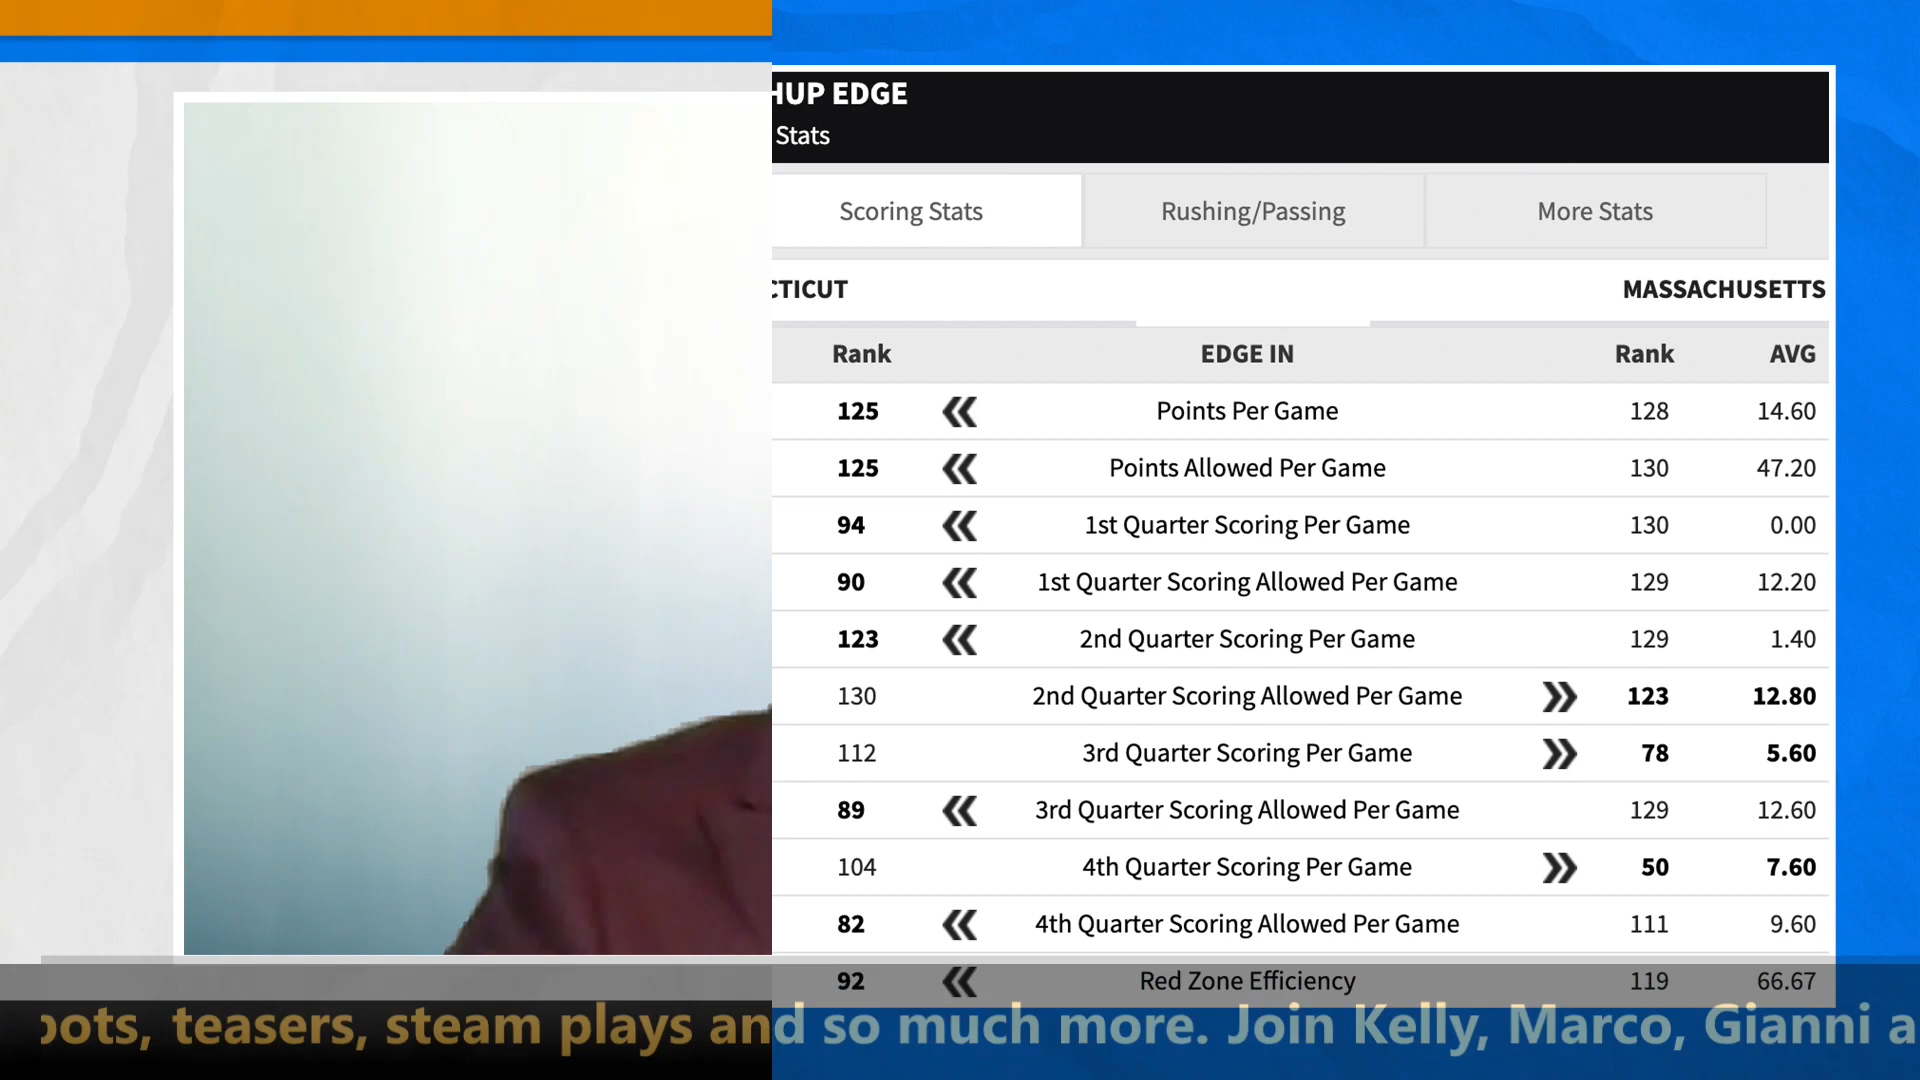 HUP EDGE
Stats
Scoring Stats Rushing/Passing More Stats
CTICUT MASSACHUSETTS
Rank EDGE IN Rank AVG
125 Points Per Game 128 14.60
125 Points Allowed Per Game 130 47.20
94 1st Quarter Scoring Per Game 130 0.00
90 1st Quarter Scoring Allowed Per Game 129 12.20
123 2nd Quarter Scoring Per Game 129 1.40
130 2nd Quarter Scoring Allowed Per Game 123 12.80
112 3rd Quarter Scoring Per Game 78 5.60
89 3rd Quarter Scoring Allowed Per Game 129 12.60
104 4th Quarter Scoring Per Game 50 7.60
82 4th Quarter Scoring Allowed Per Game 111 9.60
92 Red Zone Efficiency 119 66.67
oots, teasers, steam plays and so much more. Join Kelly, Marco, Gianni a